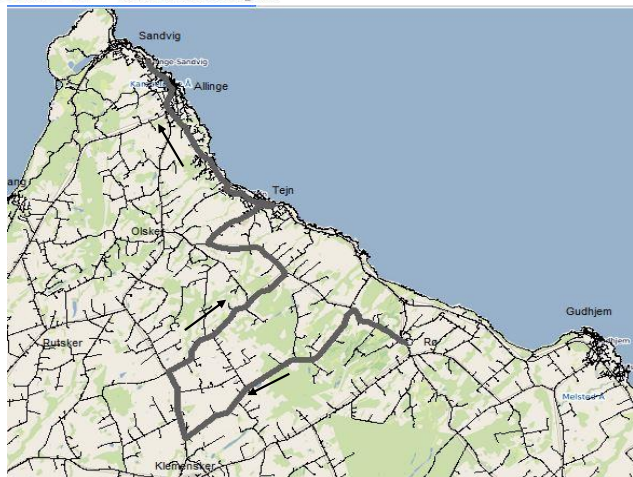 Sandvig
Allinge
Tejn
Olsker
Gudhjem
Rø
Rutsker
Melsted Å
Klemensker